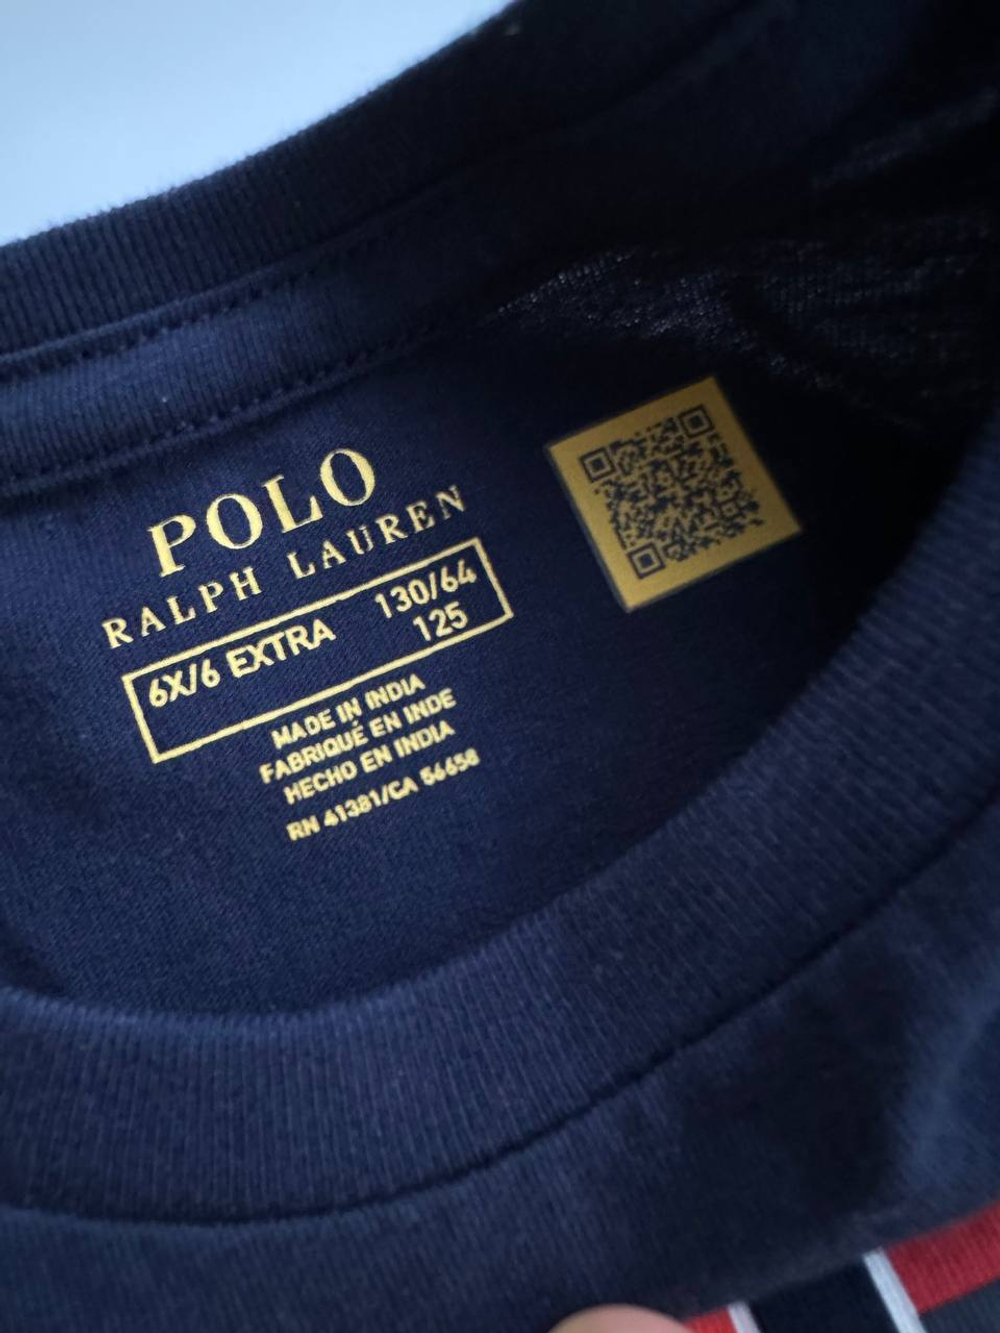 POLO
RALPH LAUREN
6X/6 EXTRA 130/64
125
MADE IN INDIA
FABRIQUÉ EN INDE
HECHO EN INDIA
RN 41381/CA 56658